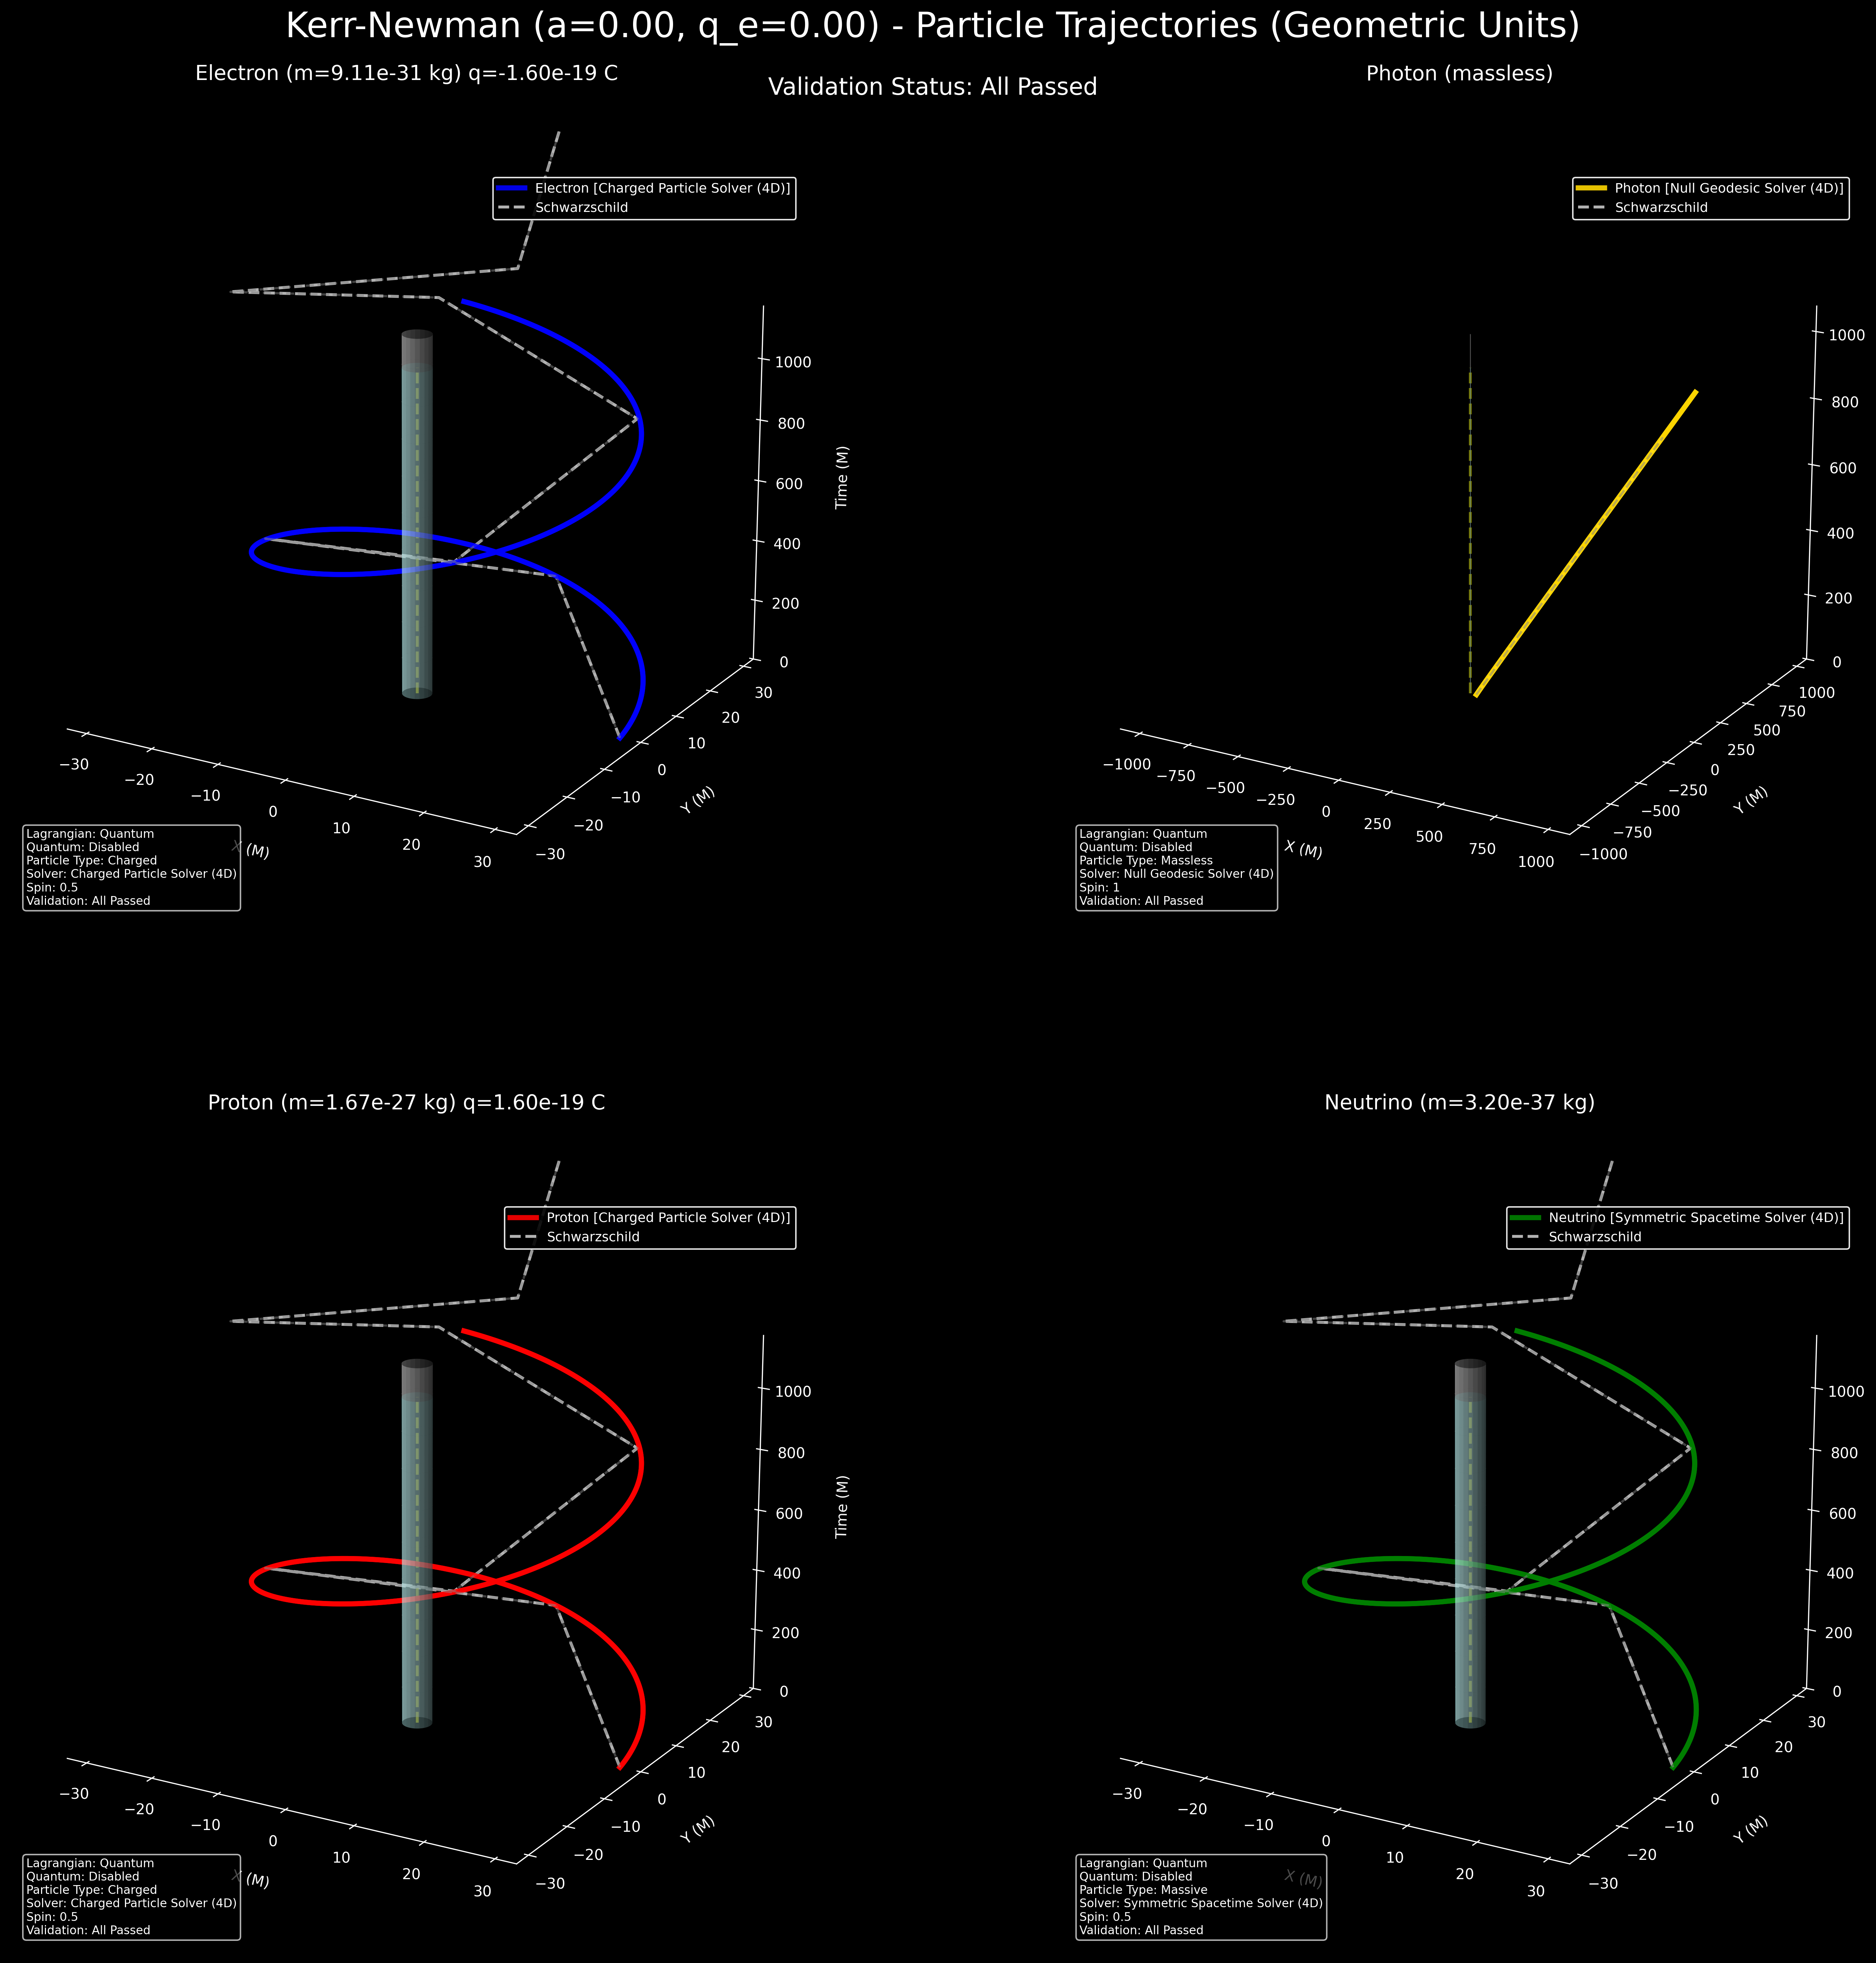 Kerr-Newman (a=0.00, q_e=0.00) - Particle Trajectories (Geometric Units)
Validation Status: All Passed
Electron (m=9.11e-31 kg) q=-1.60e-19 C
Electron [Charged Particle Solver (4D)]
Schwarzschild
1000
800
600
400
200
0
Time (M)
30
20
10
0
−10
−20
−30
Y (M)
−30
−20
−10
0
10
20
30
X (M)
Lagrangian: Quantum
Quantum: Disabled
Particle Type: Charged
Solver: Charged Particle Solver (4D)
Spin: 0.5
Validation: All Passed
Photon (massless)
Photon [Null Geodesic Solver (4D)]
Schwarzschild
1000
800
600
400
200
0
1000
750
500
250
0
−250
−500
−750
−1000
Y (M)
−1000
−750
−500
−250
0
250
500
750
1000
X (M)
Lagrangian: Quantum
Quantum: Disabled
Particle Type: Massless
Solver: Null Geodesic Solver (4D)
Spin: 1
Validation: All Passed
Proton (m=1.67e-27 kg) q=1.60e-19 C
Proton [Charged Particle Solver (4D)]
Schwarzschild
1000
800
600
400
200
0
Time (M)
30
20
10
0
−10
−20
−30
Y (M)
−30
−20
−10
0
10
20
30
X (M)
Lagrangian: Quantum
Quantum: Disabled
Particle Type: Charged
Solver: Charged Particle Solver (4D)
Spin: 0.5
Validation: All Passed
Neutrino (m=3.20e-37 kg)
Neutrino [Symmetric Spacetime Solver (4D)]
Schwarzschild
1000
800
600
400
200
0
30
20
10
0
−10
−20
−30
Y (M)
−30
−20
−10
0
10
20
30
X (M)
Lagrangian: Quantum
Quantum: Disabled
Particle Type: Massive
Solver: Symmetric Spacetime Solver (4D)
Spin: 0.5
Validation: All Passed